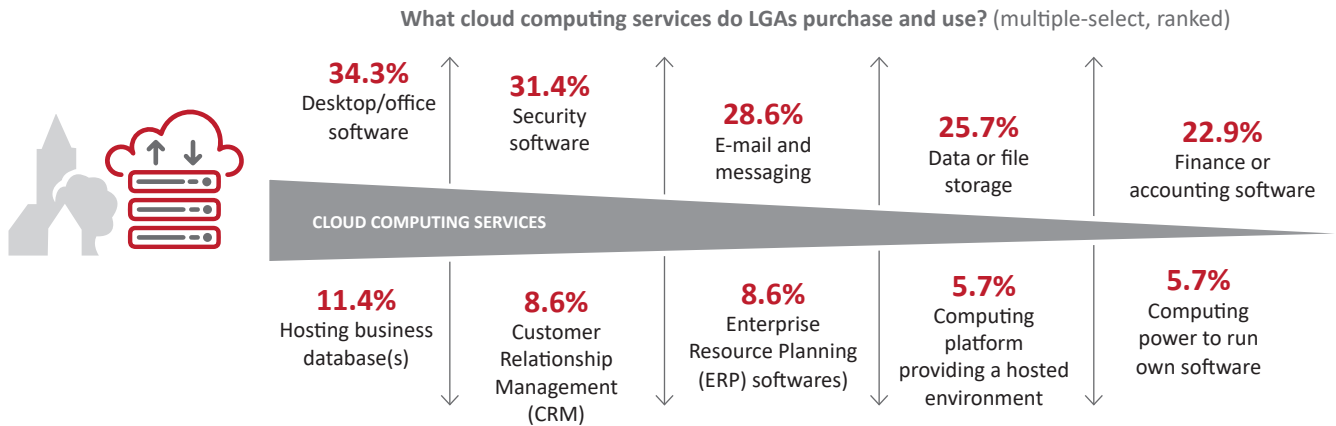 What cloud computing services do LGAs purchase and use? (multiple-select, ranked)
34.3%
Desktop/office
software
31.4%
Security
software
28.6%
E-mail and
messaging
25.7%
Data or file
storage
22.9%
Finance or
accounting software
CLOUD COMPUTING SERVICES
11.4%
Hosting business
database(s)
8.6%
Customer
Relationship
Management
(CRM)
8.6%
Enterprise
Resource Planning
(ERP) softwares)
5.7%
Computing
platform
providing a hosted
environment
5.7%
Computing
power to run
own software